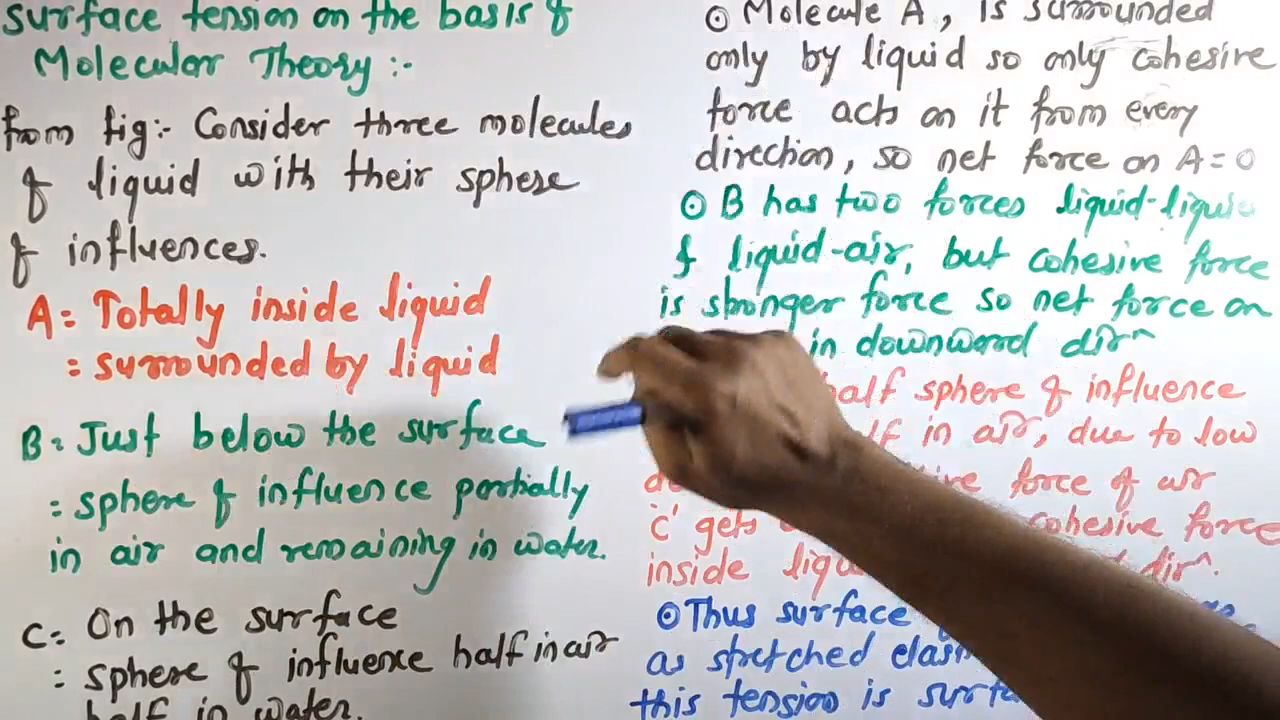 surface tension on the basis of
Molecular Theory :-
from fig:- Consider three molecules
of liquid with their sphere
of influences.
A = Totally inside liquid
= surrounded by liquid
B = Just below the surface
= sphere of influence partially
in air and remaining in water.
C = On the surface
= sphere of influence half in air
half in water.
⊙ Molecule A, is surrounded
only by liquid so only cohesive
force acts on it from every
direction, so net force on A = 0
⊙ B has two forces liquid-liquid
& liquid-air, but cohesive force
is stronger force so net force on
in downward dirⁿ
half sphere of influence
in air, due to low
force of air
'C' gets cohesive force
inside dirⁿ.
⊙ Thus surface
as stretched
this tension is